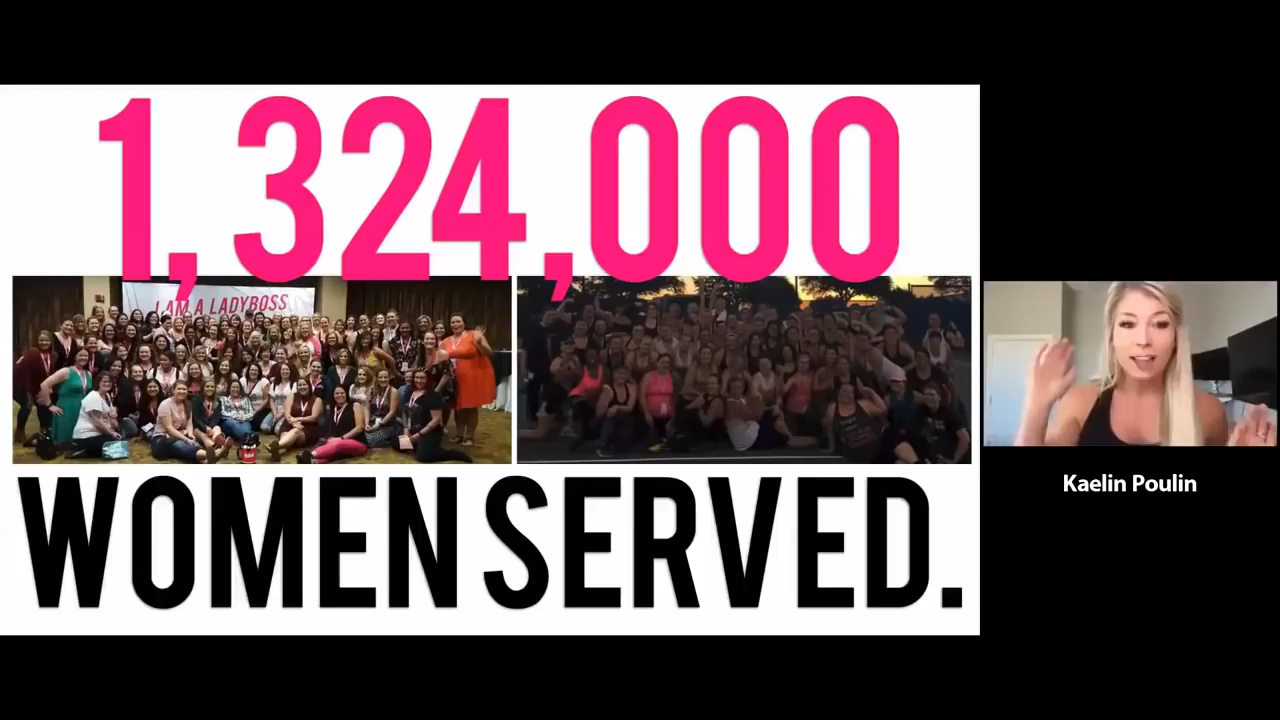 1,324,000
I AM A LADYBOSS
WOMEN SERVED.
Kaelin Poulin